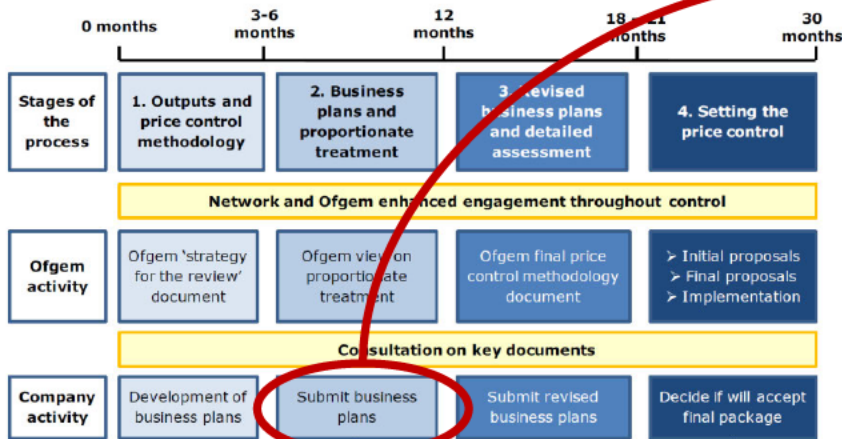 0 months
3-6
months
12
months
18 – 21
months
30
months
Stages of
the
process
1. Outputs and
price control
methodology
2. Business
plans and
proportionate
treatment
3. Revised
business plans
and detailed
assessment
4. Setting the
price control
Network and Ofgem enhanced engagement throughout control
Ofgem
activity
Ofgem ‘strategy
for the review’
document
Ofgem view on
proportionate
treatment
Ofgem final price
control methodology
document
➢ Initial proposals
➢ Final proposals
➢ Implementation
Consultation on key documents
Company
activity
Development of
business plans
Submit business
plans
Submit revised
business plans
Decide if will accept
final package